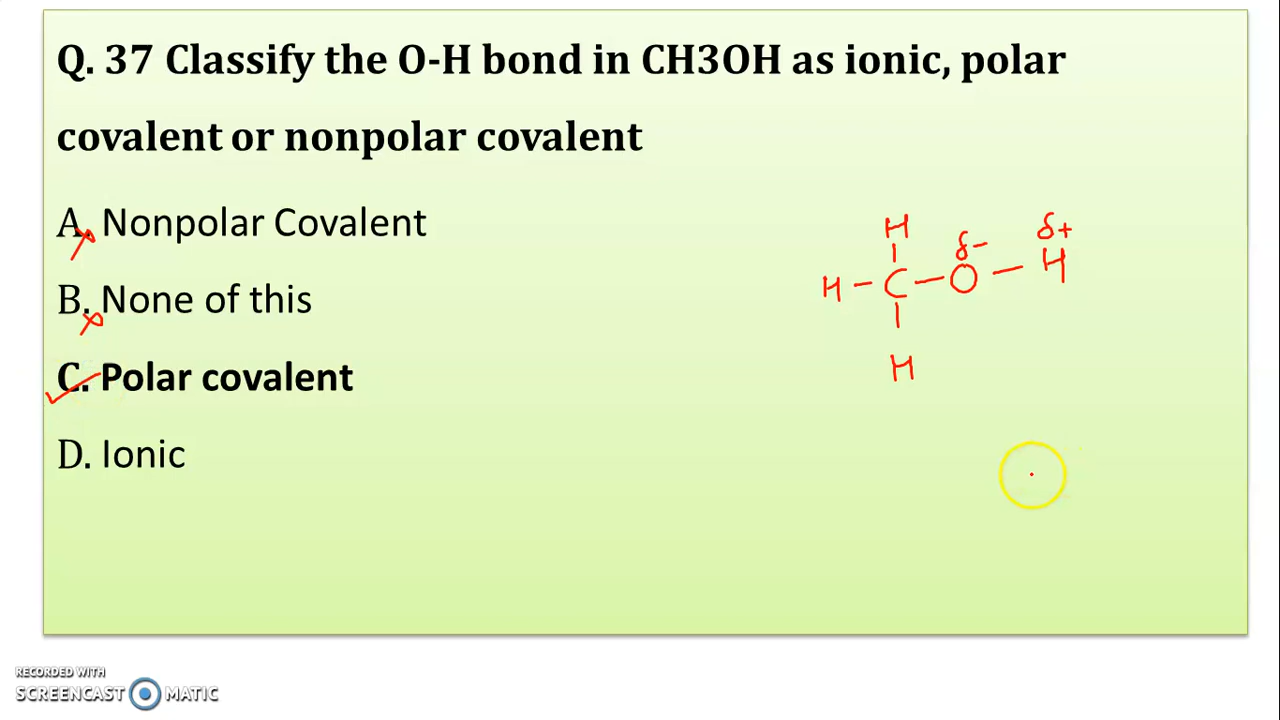 Q. 37 Classify the O-H bond in CH3OH as ionic, polar
covalent or nonpolar covalent
A. Nonpolar Covalent
B. None of this
C. Polar covalent
D. Ionic
H
δ- δ+
H - C - O - H
H
RECORDED WITH
SCREENCAST MATIC